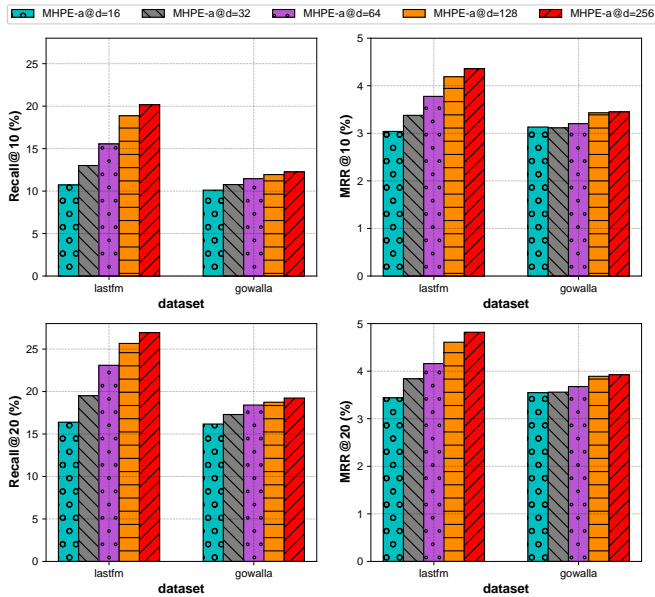 MHPE-a@d=16 MHPE-a@d=32 MHPE-a@d=64 MHPE-a@d=128 MHPE-a@d=256
Recall@10 (%)
25
20
15
10
5
0
lastfm gowalla
dataset
MRR@10 (%)
5
4
3
2
1
0
lastfm gowalla
dataset
Recall@20 (%)
25
20
15
10
5
0
lastfm gowalla
dataset
MRR@20 (%)
5
4
3
2
1
0
lastfm gowalla
dataset